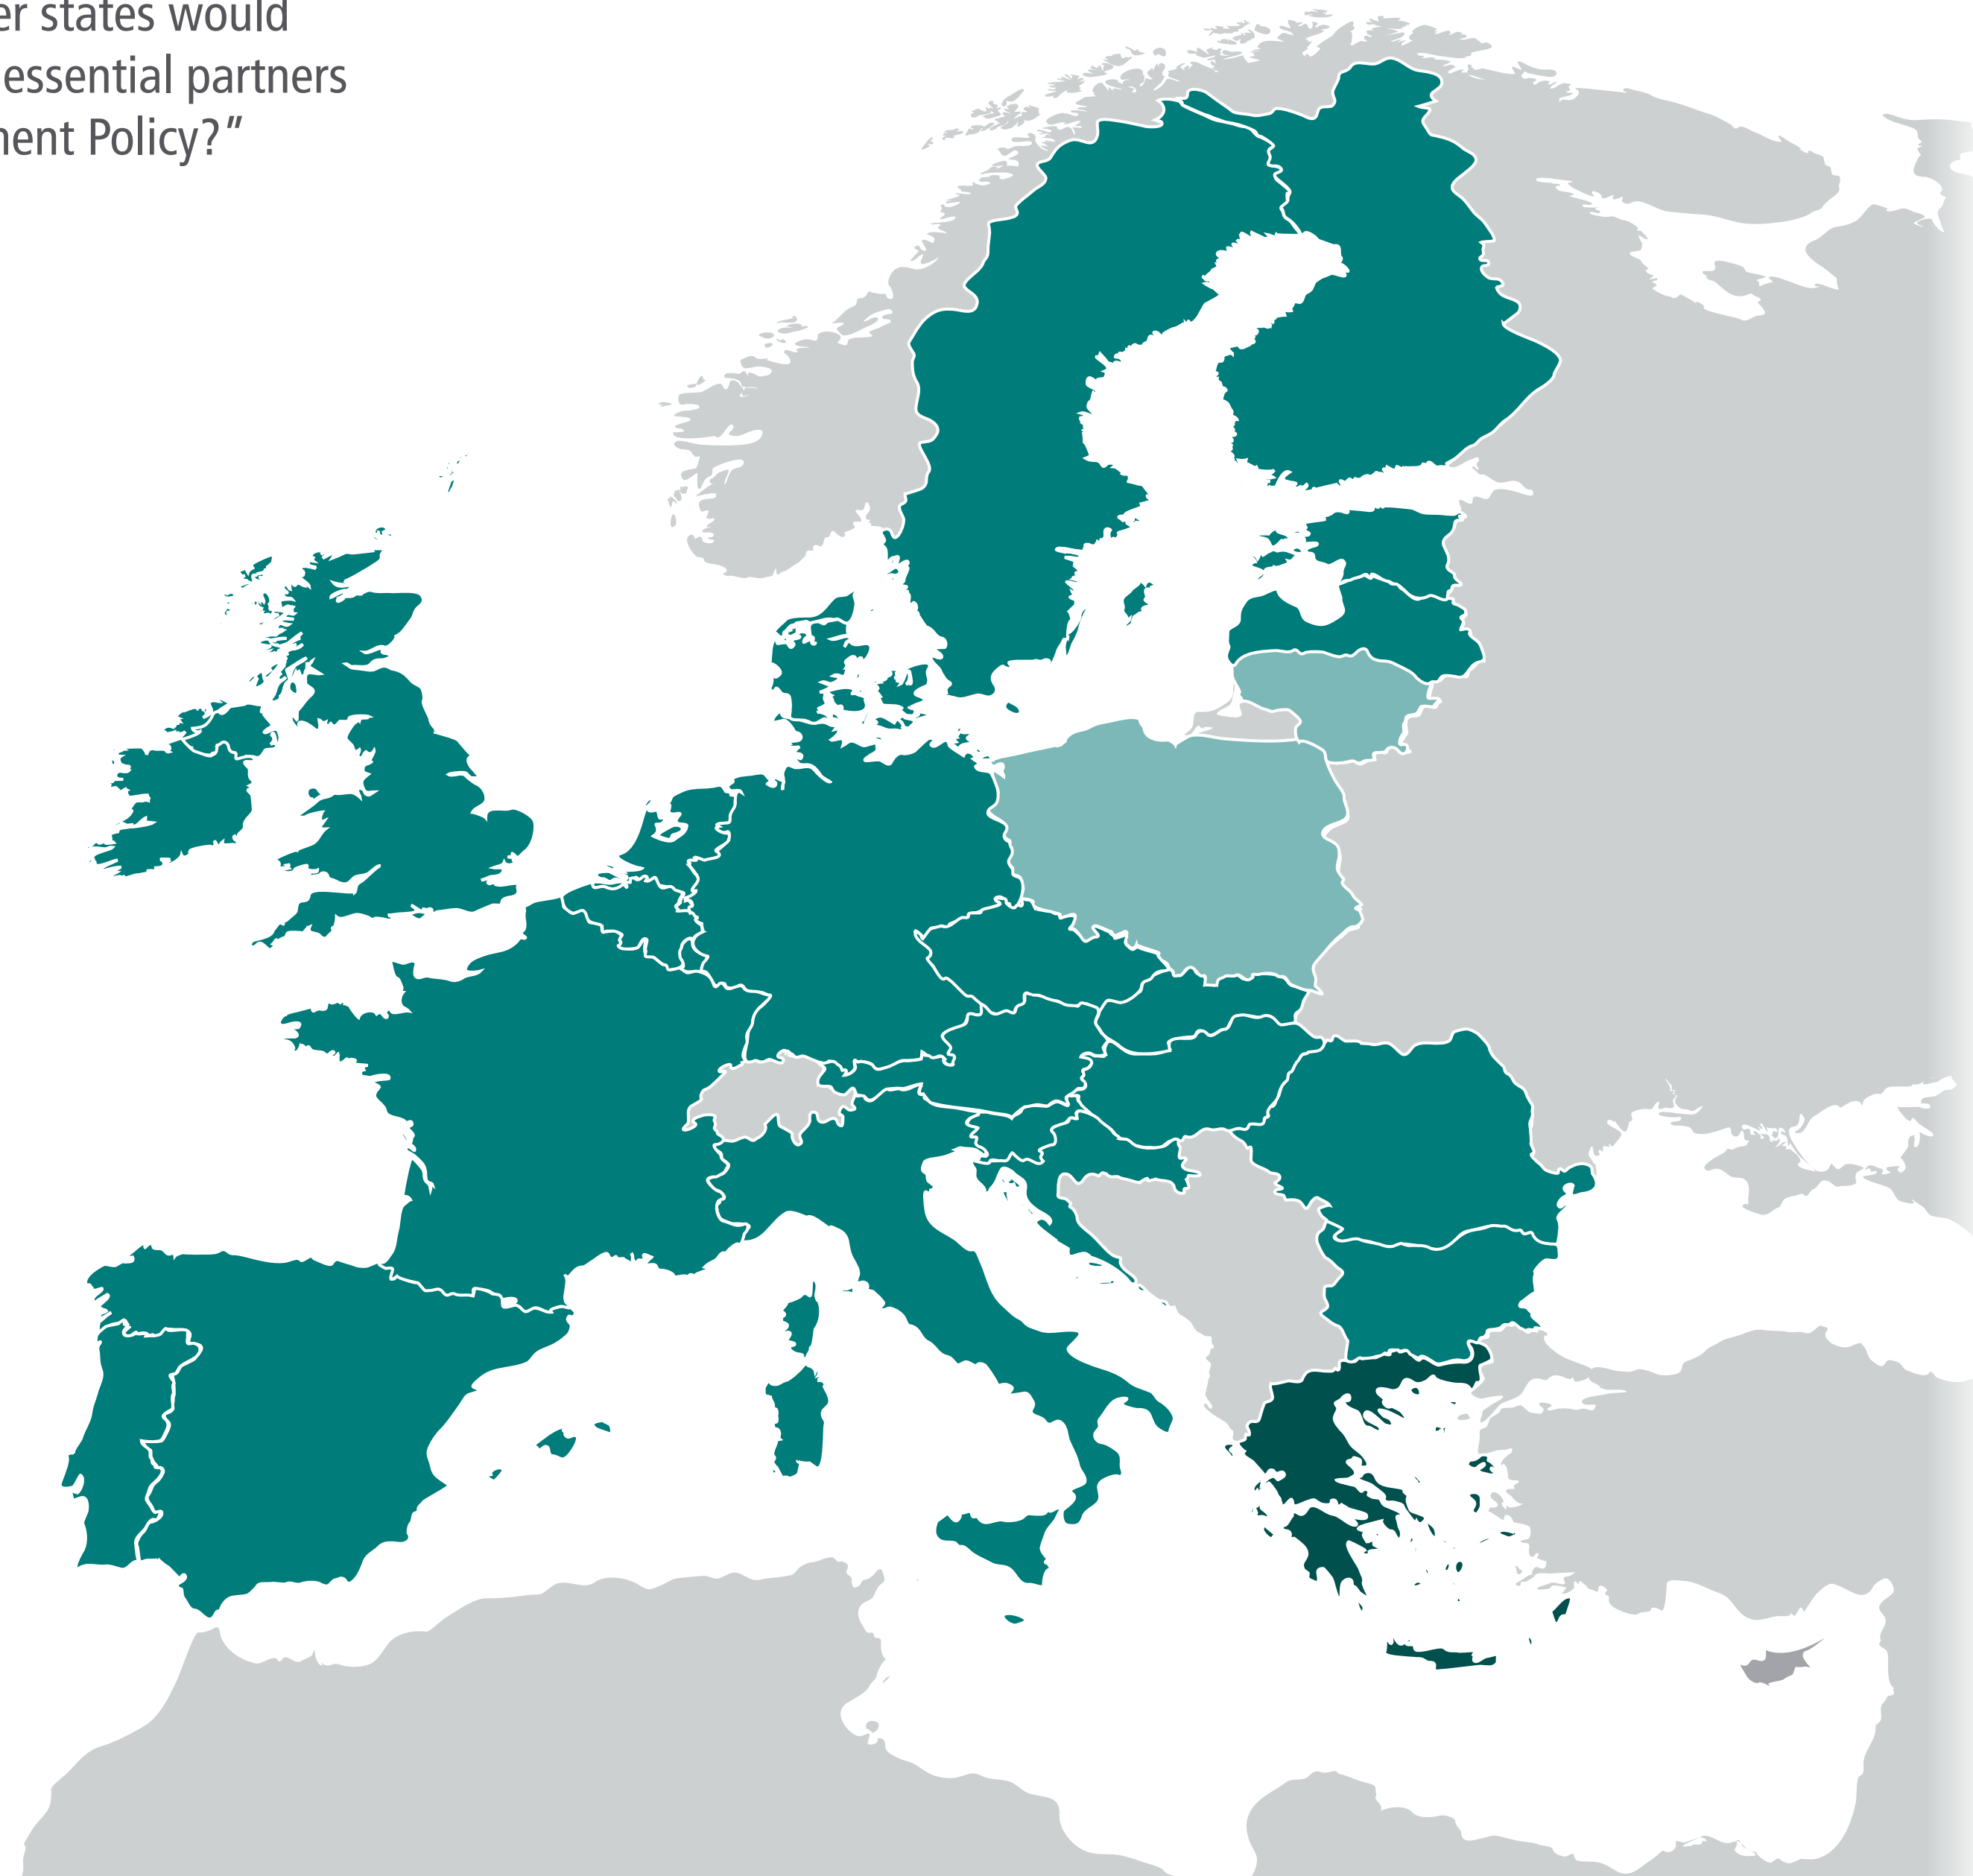 er states would
essential partners
nent Policy?”